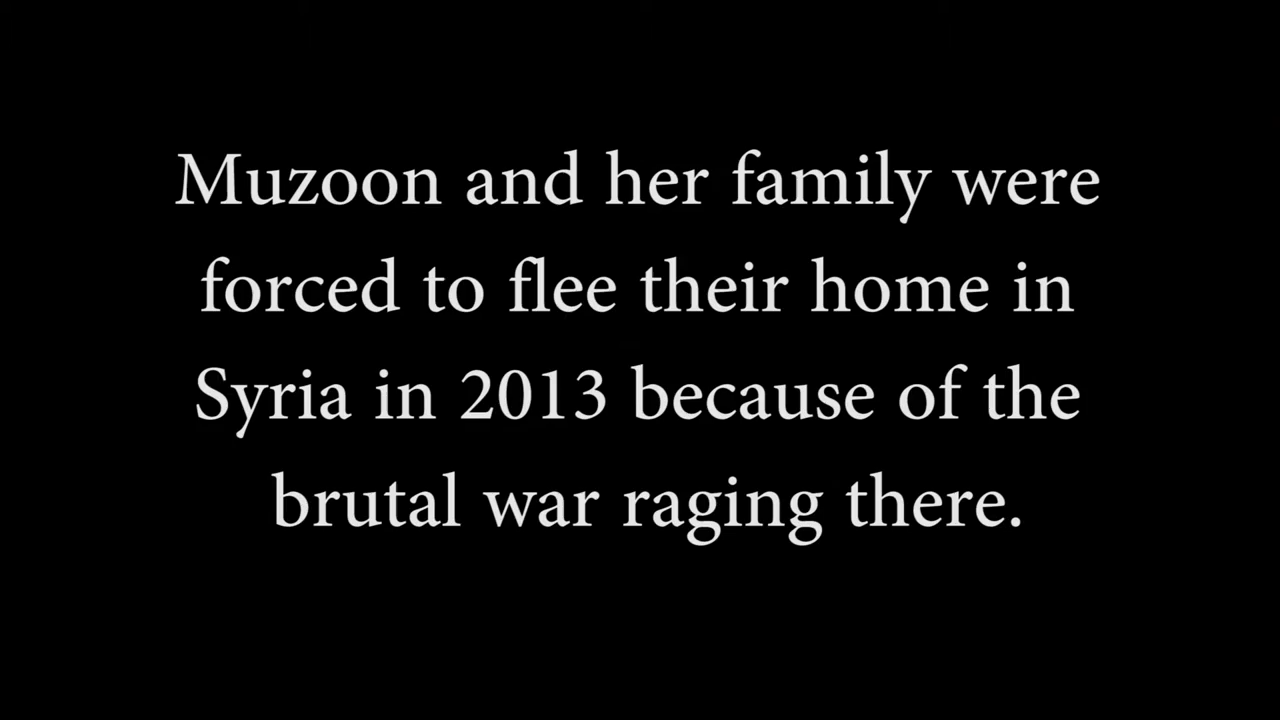 Muzoon and her family were
forced to flee their home in
Syria in 2013 because of the
brutal war raging there.